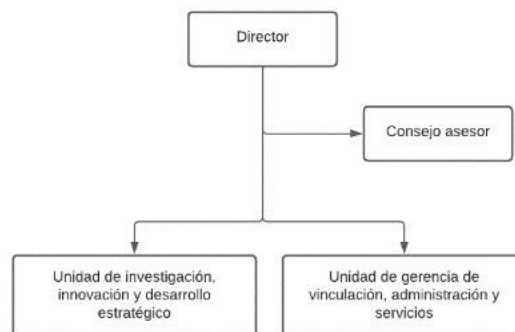 Director
Consejo asesor
Unidad de investigación,
innovación y desarrollo
estratégico
Unidad de gerencia de
vinculación, administración y
servicios